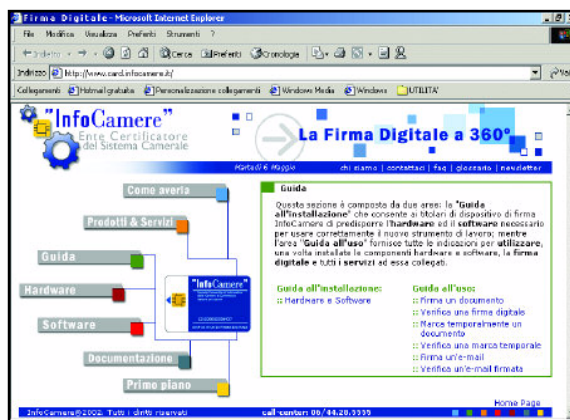 Firma Digitale - Microsoft Internet Explorer
File Modifica Visualizza Preferiti Strumenti ?
Indietro Cerca Preferiti Cronologia
Indirizzo http://www.card.infocamere.it/
Collegamenti Hotmail gratuita Personalizzazione collegamenti Windows Media Windows UTILITA'
"InfoCamere"
Ente Certificatore
del Sistema Camerale
La Firma Digitale a 360°
Martedì 6 Maggio
chi siamo | contattaci | faq | glossario | newsletter
Come averla
Prodotti & Servizi
Guida
Hardware
Software
Documentazione
Primo piano
"InfoCamere"
Guida
Questa sezione è composta da due aree: la "Guida
all'installazione" che consente ai titolari di dispositivo di firma
InfoCamere di predisporre l'hardware ed il software necessario
per usare correttamente il nuovo strumento di lavoro; mentre
l'area "Guida all'uso" fornisce tutte le indicazioni per utilizzare,
una volta installate le componenti hardware e software, la firma
digitale e tutti i servizi ad essa collegati.
Guida all'installazione:
:: Hardware e Software
Guida all'uso:
:: Firma un documento
:: Verifica una firma digitale
:: Marca temporalmente un
documento
:: Verifica una marca temporale
:: Firma un'e-mail
:: Verifica un'e-mail firmata
Home Page
InfoCamere@2002. Tutti i diritti riservati
call-center: 06/44.28.5555